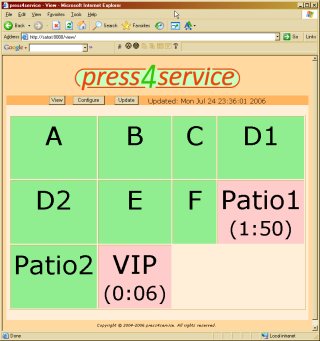 press4service - View - Microsoft Internet Explorer
File Edit View Favorites Tools Help
Back Search Favorites
Address http://satori:8080/view/ Go Links
Google
press4service
View Configure Update Updated: Mon Jul 24 23:36:01 2006
A B C D1
D2 E F Patio1
(1:50)
Patio2 VIP
(0:06)
Copyright © 2004-2006 press4service. All rights reserved.
Done Local intranet